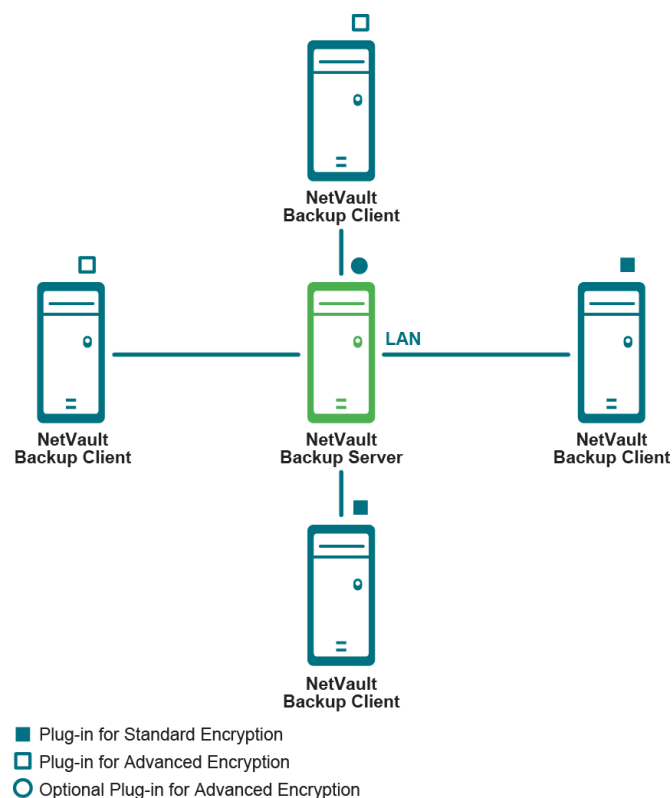 NetVault
Backup Client
LAN
NetVault
Backup Client
NetVault
Backup Server
NetVault
Backup Client
NetVault
Backup Client
Plug-in for Standard Encryption
Plug-in for Advanced Encryption
Optional Plug-in for Advanced Encryption